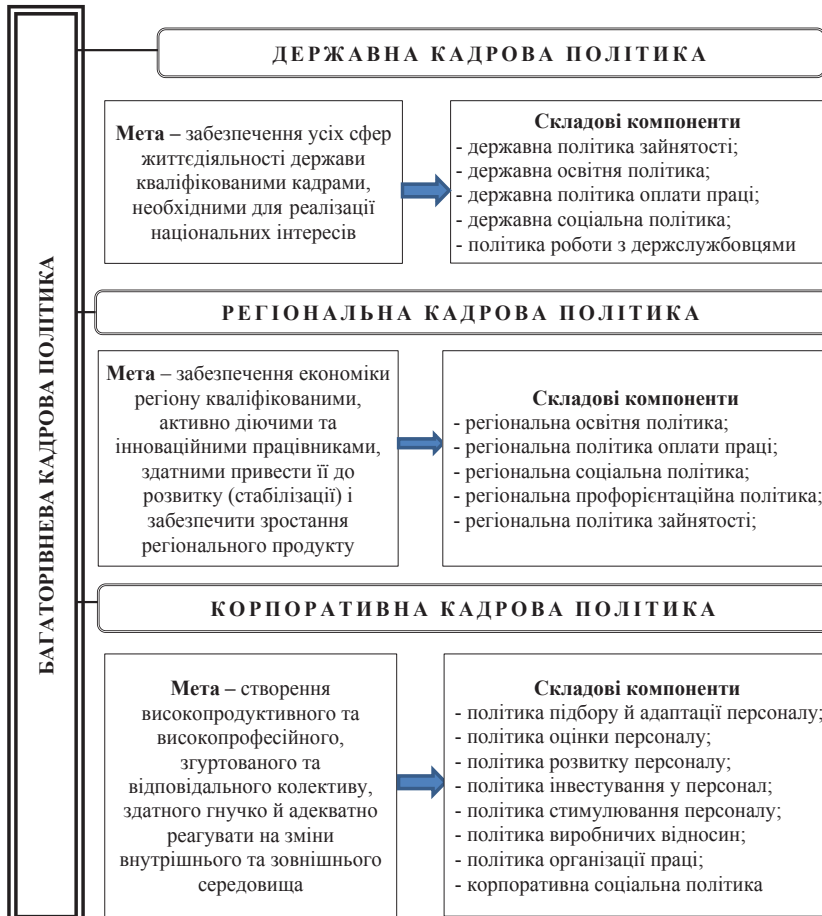 БАГАТОРІВНЕВА КАДРОВА ПОЛІТИКА
ДЕРЖАВНА КАДРОВА ПОЛІТИКА
Мета – забезпечення усіх сфер
життєдіяльності держави
кваліфікованими кадрами,
необхідними для реалізації
національних інтересів
Складові компоненти
- державна політика зайнятості;
- державна освітня політика;
- державна політика оплати праці;
- державна соціальна політика;
- політика роботи з держслужбовцями
РЕГІОНАЛЬНА КАДРОВА ПОЛІТИКА
Мета – забезпечення економіки
регіону кваліфікованими,
активно діючими та
інноваційними працівниками,
здатними привести її до
розвитку (стабілізації) і
забезпечити зростання
регіонального продукту
Складові компоненти
- регіональна освітня політика;
- регіональна політика оплати праці;
- регіональна соціальна політика;
- регіональна профорієнтаційна політика;
- регіональна політика зайнятості;
КОРПОРАТИВНА КАДРОВА ПОЛІТИКА
Мета – створення
високопродуктивного та
високопрофесійного,
згуртованого та
відповідального колективу,
здатного гнучко й адекватно
реагувати на зміни
внутрішнього та зовнішнього
середовища
Складові компоненти
- політика підбору й адаптації персоналу;
- політика оцінки персоналу;
- політика розвитку персоналу;
- політика інвестування у персонал;
- політика стимулювання персоналу;
- політика виробничих відносин;
- політика організації праці;
- корпоративна соціальна політика